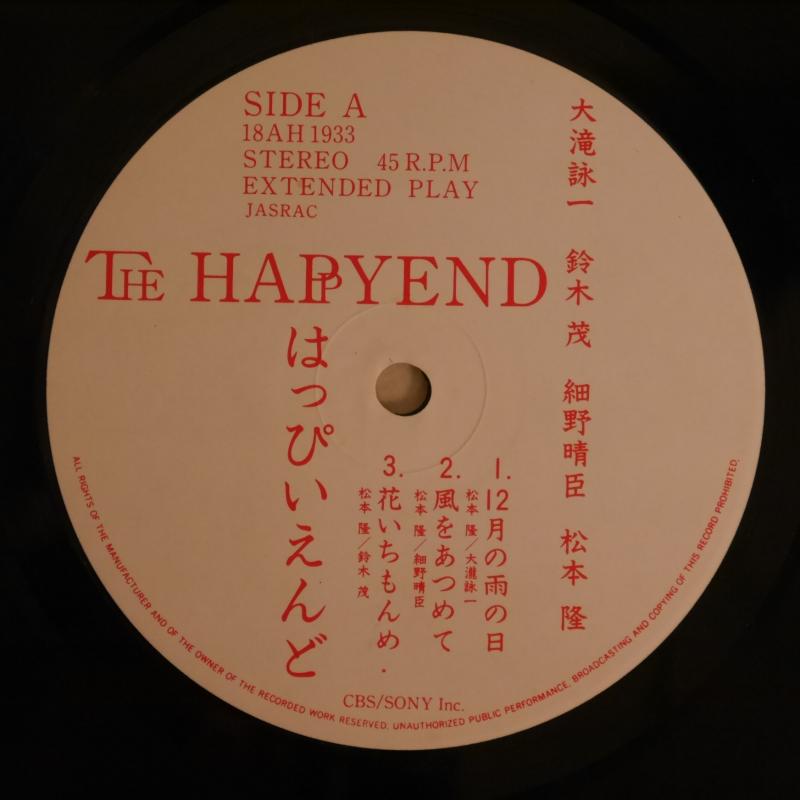 SIDE A
18AH1933
STEREO 45 R.P.M
EXTENDED PLAY
JASRAC
THE HAPPYEND
はっぴいえんど
大滝詠一 鈴木 茂 細野晴臣 松本 隆
1. 12月の雨の日
松本 隆/大瀧詠一
2. 風をあつめて
松本 隆/細野晴臣
3. 花いちもんめ.
松本 隆/鈴木 茂
CBS/SONY Inc.
ALL RIGHTS OF THE MANUFACTURER AND OF THE OWNER OF THE RECORDED WORK RESERVED. UNAUTHORIZED PUBLIC PERFORMANCE, BROADCASTING AND COPYING OF THIS RECORD PROHIBITED.